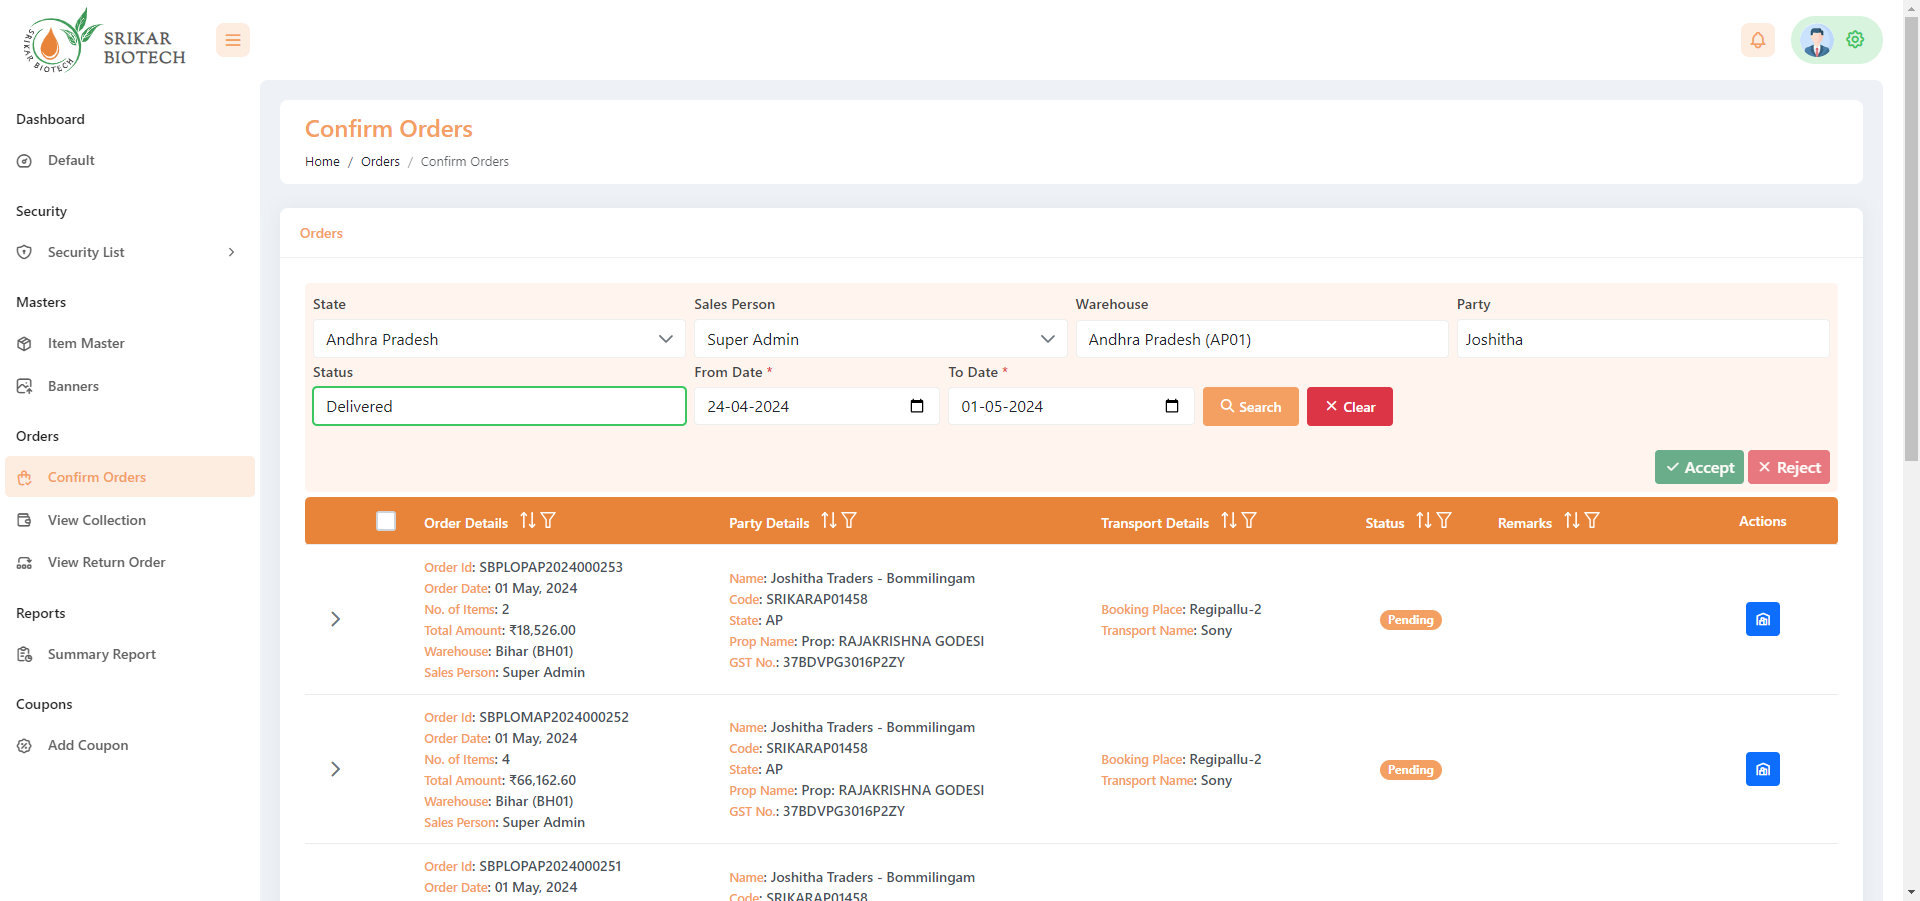 SRIKAR BIOTECH
SRIKAR
BIOTECH
Dashboard
Default
Security
Security List
Masters
Item Master
Banners
Orders
Confirm Orders
View Collection
View Return Order
Reports
Summary Report
Coupons
Add Coupon
Confirm Orders
Home / Orders / Confirm Orders
Orders
State Sales Person Warehouse Party
Andhra Pradesh Super Admin Andhra Pradesh (AP01) Joshitha
Status From Date * To Date *
Delivered 24-04-2024 01-05-2024 Search Clear
Accept Reject
Order Details Party Details Transport Details Status Remarks Actions
Order Id: SBPLOPAP2024000253
Order Date: 01 May, 2024
No. of Items: 2
Total Amount: ₹18,526.00
Warehouse: Bihar (BH01)
Sales Person: Super Admin
Name: Joshitha Traders - Bommilingam
Code: SRIKARAP01458
State: AP
Prop Name: Prop: RAJAKRISHNA GODESI
GST No.: 37BDVPG3016P2ZY
Booking Place: Regipallu-2
Transport Name: Sony
Pending
Order Id: SBPLOMAP2024000252
Order Date: 01 May, 2024
No. of Items: 4
Total Amount: ₹66,162.60
Warehouse: Bihar (BH01)
Sales Person: Super Admin
Name: Joshitha Traders - Bommilingam
Code: SRIKARAP01458
State: AP
Prop Name: Prop: RAJAKRISHNA GODESI
GST No.: 37BDVPG3016P2ZY
Booking Place: Regipallu-2
Transport Name: Sony
Pending
Order Id: SBPLOPAP2024000251
Order Date: 01 May, 2024
Name: Joshitha Traders - Bommilingam
Code: SRIKARAP01458